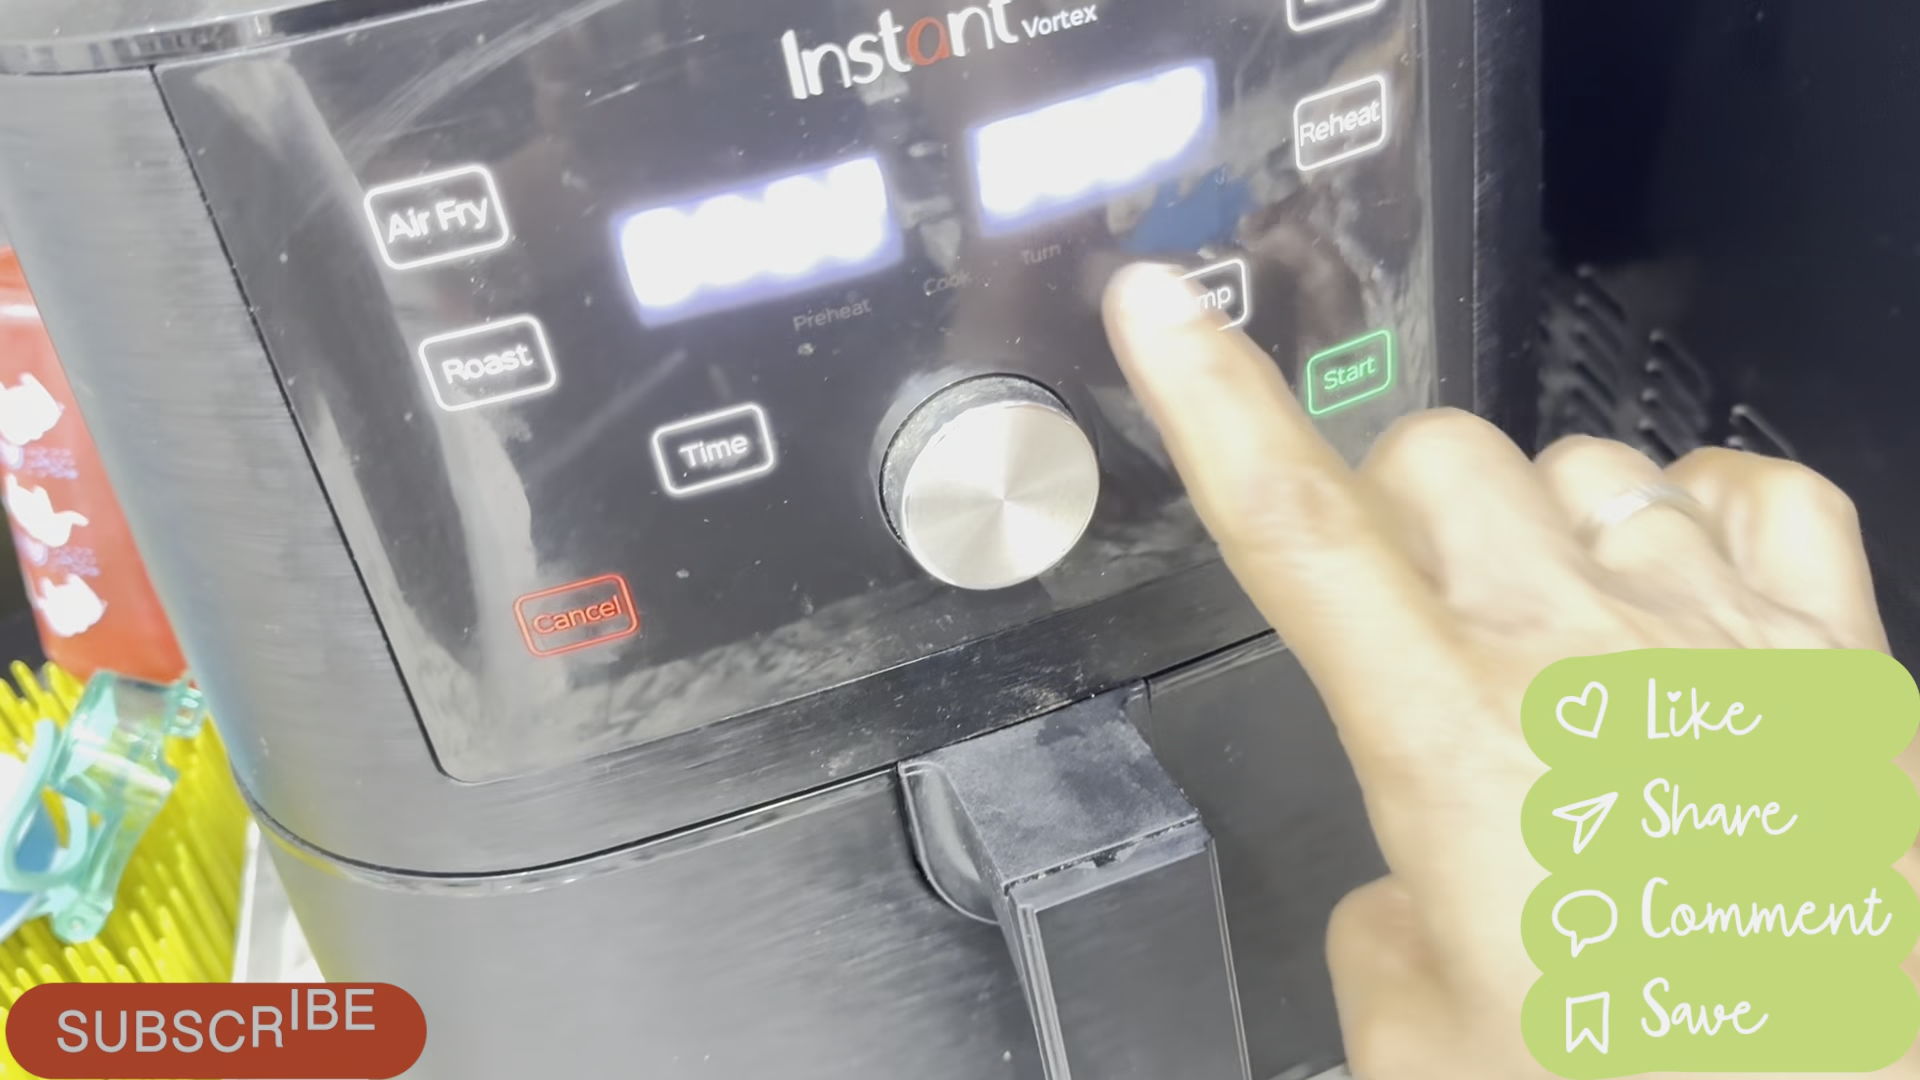 Instant Vortex
Reheat
Air Fry
Turn
Cook
Preheat
Roast
Start
Time
Cancel
Like
Share
Comment
Save
SUBSCRIBE